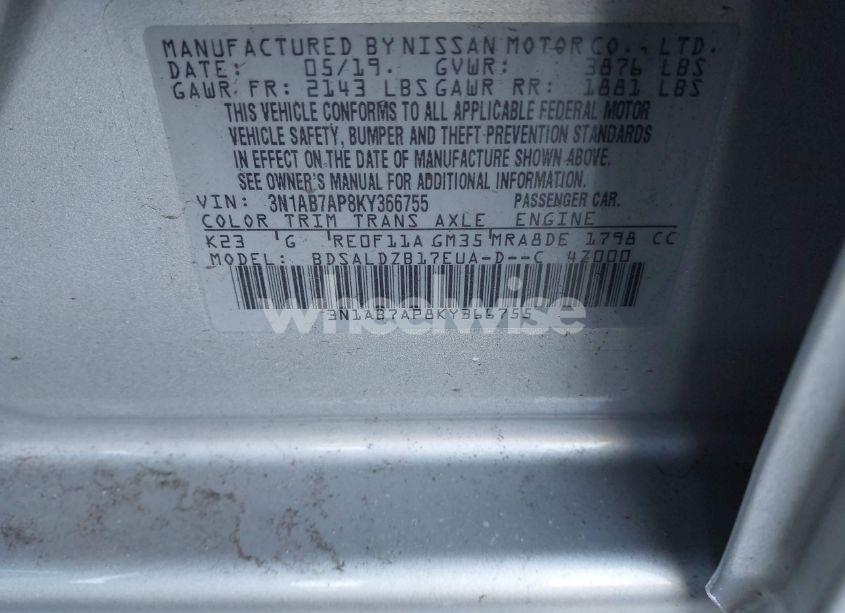 MANUFACTURED BY NISSAN MOTOR CO., LTD.
DATE: 05/19. GVWR: 3876 LBS
GAWR FR: 2143 LBS GAWR RR: 1881 LBS
THIS VEHICLE CONFORMS TO ALL APPLICABLE FEDERAL MOTOR
VEHICLE SAFETY, BUMPER AND THEFT PREVENTION STANDARDS
IN EFFECT ON THE DATE OF MANUFACTURE SHOWN ABOVE.
SEE OWNER'S MANUAL FOR ADDITIONAL INFORMATION.
VIN: 3N1AB7AP8KY366755 PASSENGER CAR.
COLOR TRIM TRANS AXLE ENGINE
K23 G RE0F11A GM35 MRA8DE 1798 CC
MODEL: BDSALDZB17EUA-D--C 4Z000
wheelwise
3N1AB7AP8KY366755